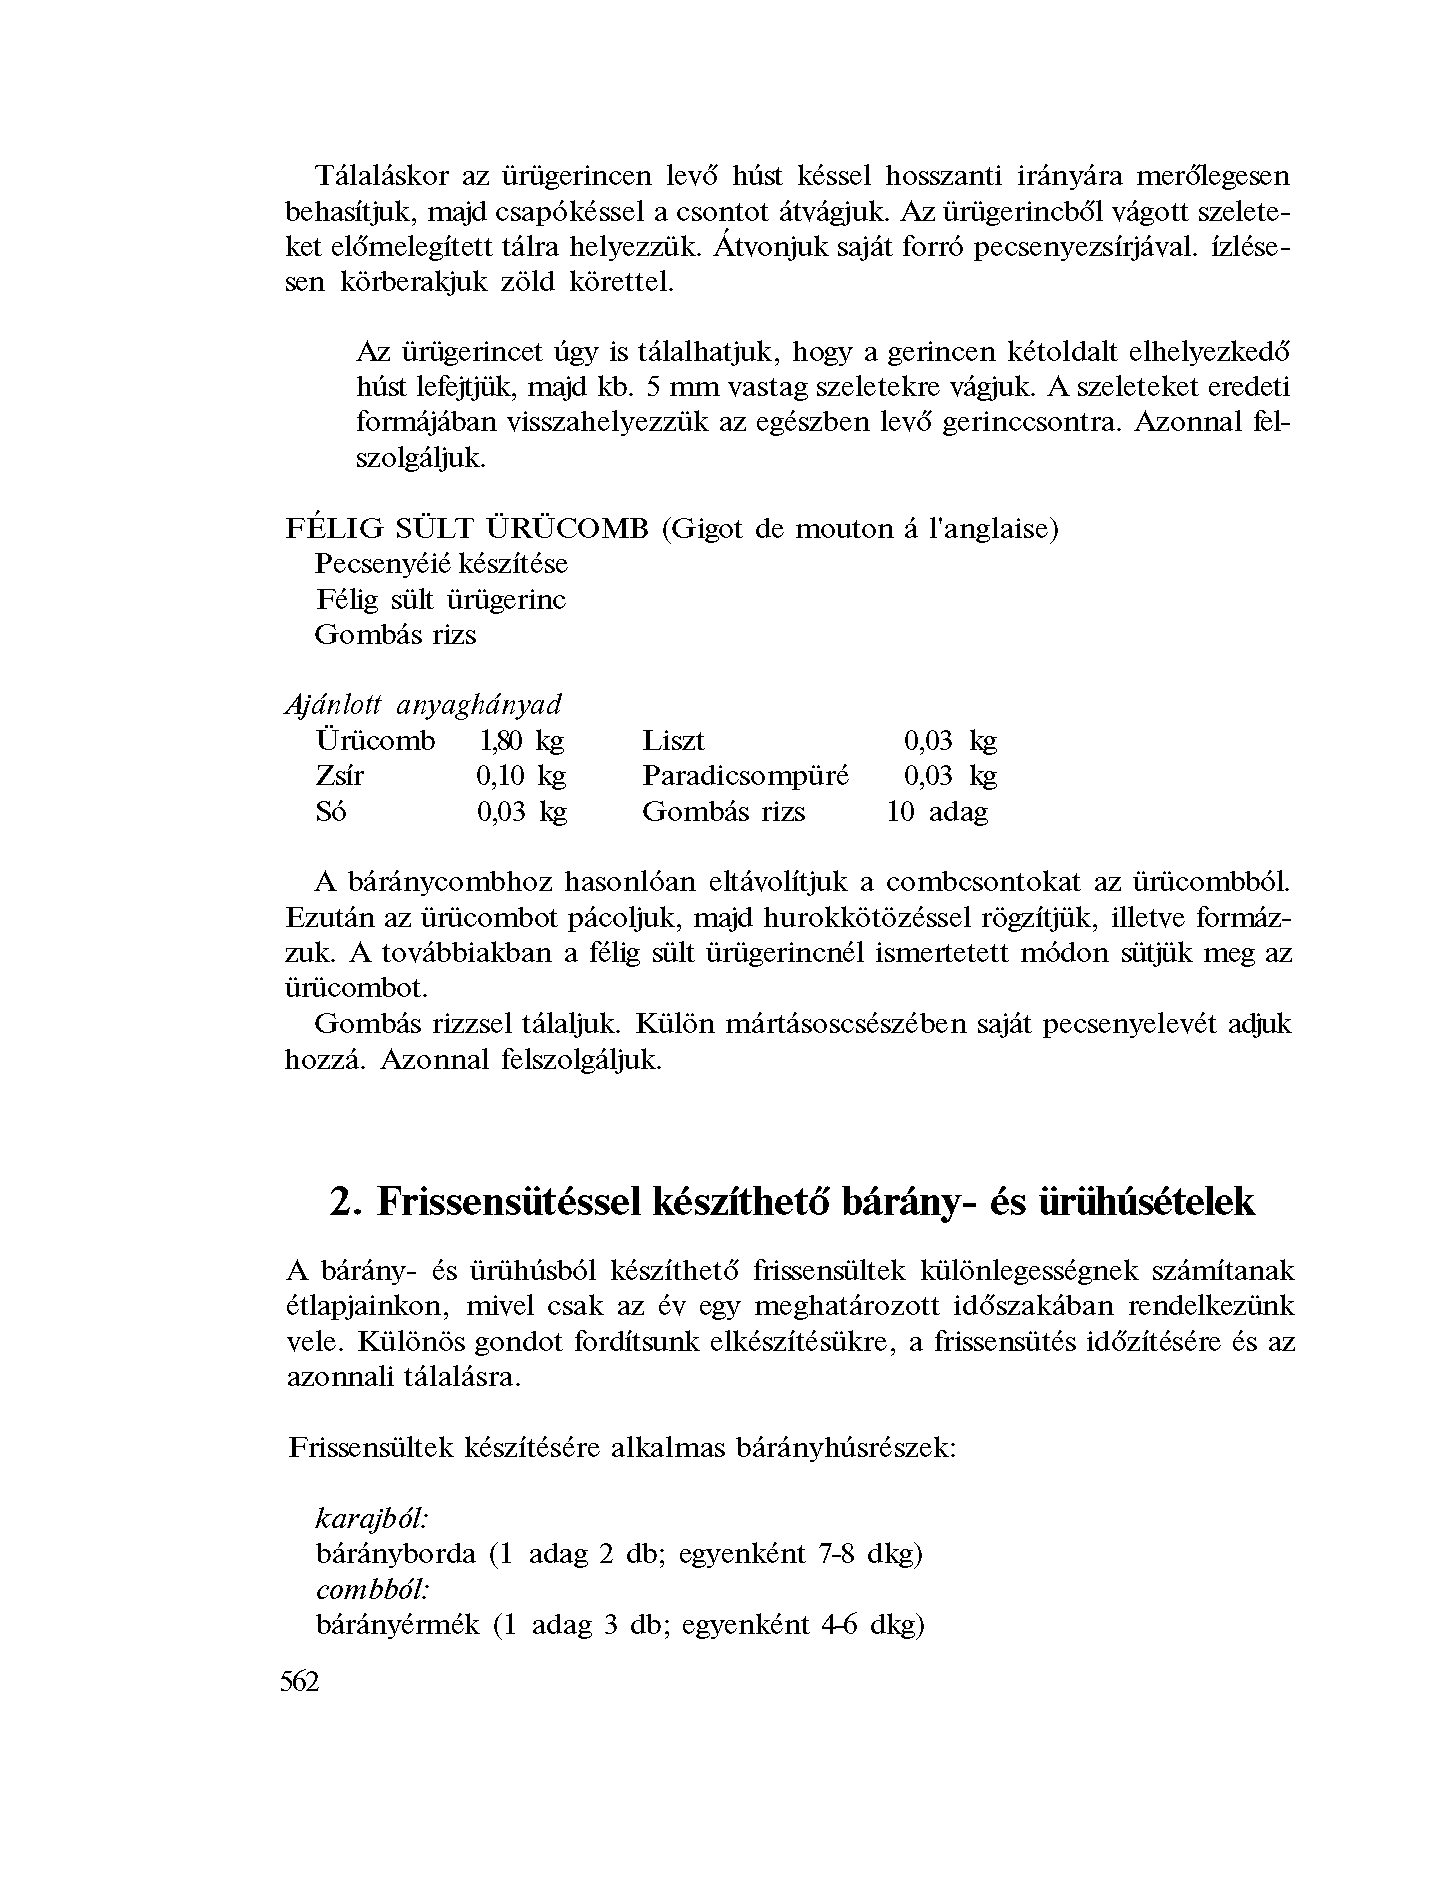 Tálaláskor az ürügerincen levő húst késsel hosszanti irányára merőlegesen
behasítjuk, majd csapókéssel a csontot átvágjuk. Az ürügerincből vágott szelete-
ket előmelegített tálra helyezzük. Átvonjuk saját forró pecsenyezsírjával. ízlése-
sen körberakjuk zöld körettel.
Az ürügerincet úgy is tálalhatjuk, hogy a gerincen kétoldalt elhelyezkedő
húst lefejtjük, majd kb. 5 mm vastag szeletekre vágjuk. A szeleteket eredeti
formájában visszahelyezzük az egészben levő gerinccsontra. Azonnal fel-
szolgáljuk.
FÉLIG SÜLT ÜRÜCOMB (Gigot de mouton á l'anglaise)
Pecsenyéié készítése
Félig sült ürügerinc
Gombás rizs
Ajánlott anyaghányad
Ürücomb 1,80 kg Liszt 0,03 kg
Zsír 0,10 kg Paradicsompüré 0,03 kg
Só 0,03 kg Gombás rizs 10 adag
A báránycombhoz hasonlóan eltávolítjuk a combcsontokat az ürücombból.
Ezután az ürücombot pácoljuk, majd hurokkötözéssel rögzítjük, illetve formáz-
zuk. A továbbiakban a félig sült ürügerincnél ismertetett módon sütjük meg az
ürücombot.
Gombás rizzsel tálaljuk. Külön mártásoscsészében saját pecsenyelevét adjuk
hozzá. Azonnal felszolgáljuk.
2. Frissensütéssel készíthető bárány- és ürühúsételek
A bárány- és ürühúsból készíthető frissensültek különlegességnek számítanak
étlapjainkon, mivel csak az év egy meghatározott időszakában rendelkezünk
vele. Különös gondot fordítsunk elkészítésükre, a frissensütés időzítésére és az
azonnali tálalásra.
Frissensültek készítésére alkalmas bárányhúsrészek:
karajból:
bárányborda (1 adag 2 db; egyenként 7-8 dkg)
combból:
bárányérmék (1 adag 3 db; egyenként 4-6 dkg)
562